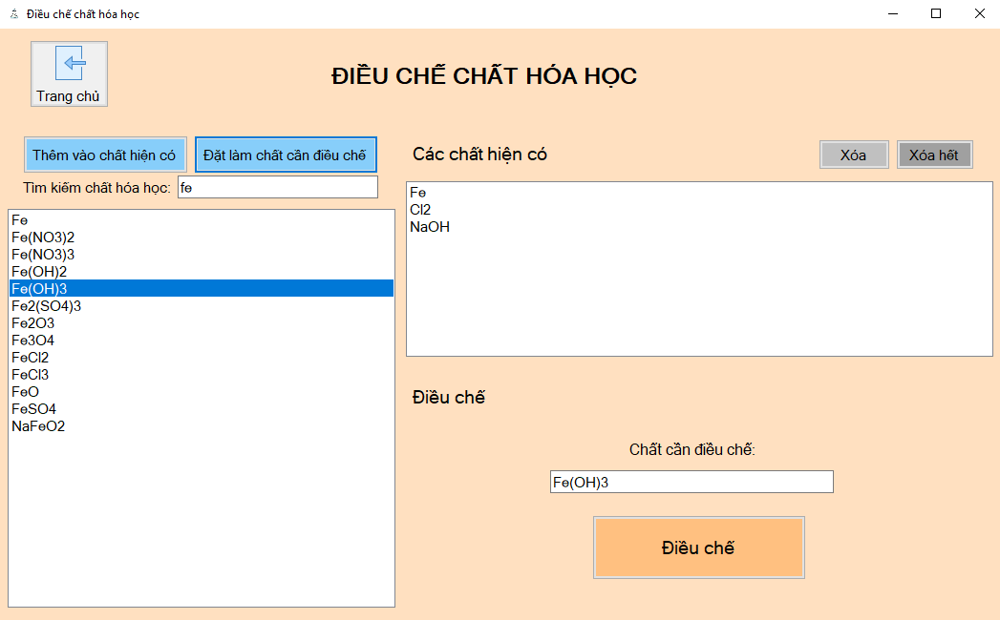 Điều chế chất hóa học
Trang chủ
ĐIỀU CHẾ CHẤT HÓA HỌC
Thêm vào chất hiện có
Đặt làm chất cần điều chế
Tìm kiếm chất hóa học: fe
Fe
Fe(NO3)2
Fe(NO3)3
Fe(OH)2
Fe(OH)3
Fe2(SO4)3
Fe2O3
Fe3O4
FeCl2
FeCl3
FeO
FeSO4
NaFeO2
Các chất hiện có
Xóa
Xóa hết
Fe
Cl2
NaOH
Điều chế
Chất cần điều chế:
Fe(OH)3
Điều chế